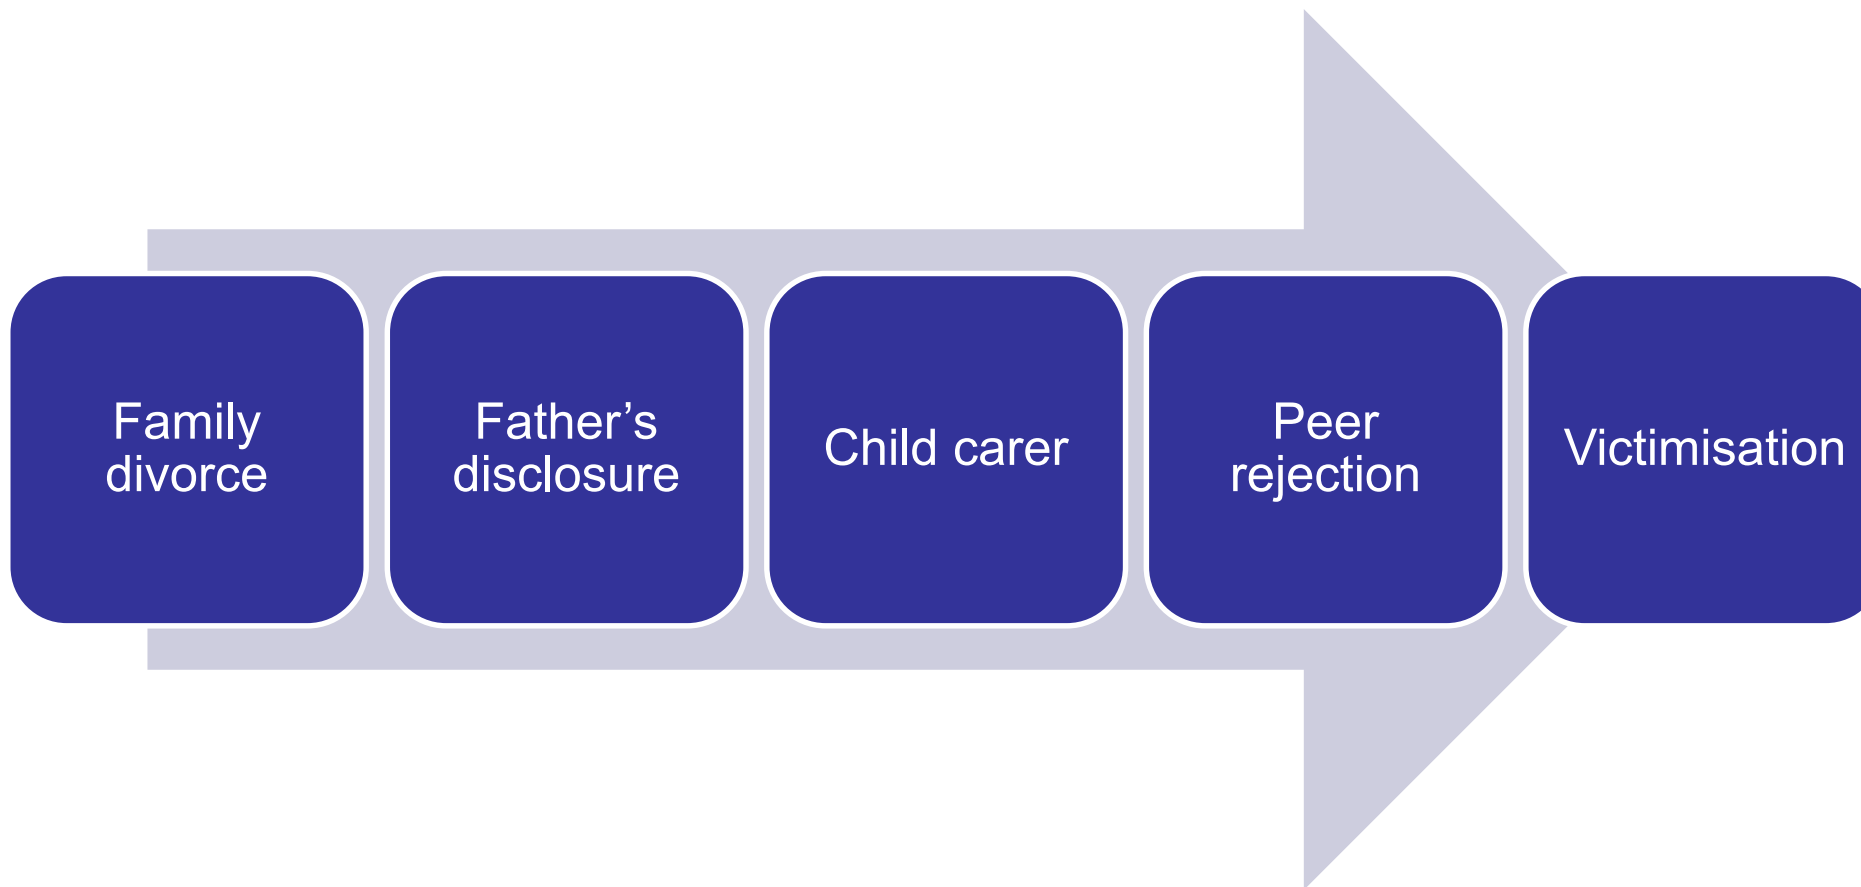 Family
divorce
Father’s
disclosure
Child carer
Peer
rejection
Victimisation